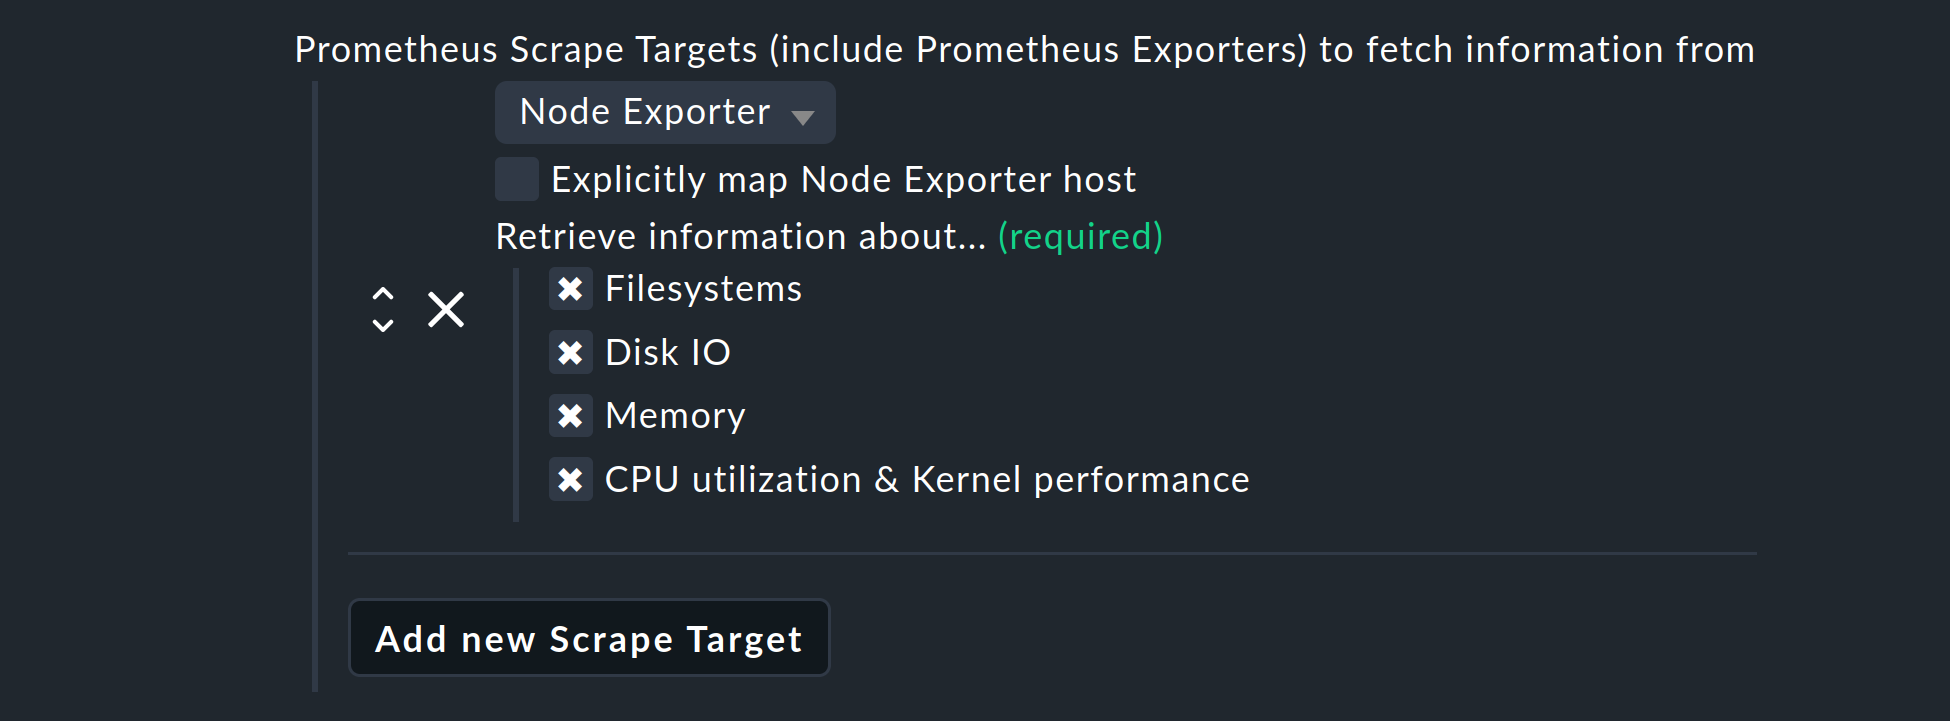 Prometheus Scrape Targets (include Prometheus Exporters) to fetch information from
Node Exporter
Explicitly map Node Exporter host
Retrieve information about... (required)
Filesystems
Disk IO
Memory
CPU utilization & Kernel performance
Add new Scrape Target